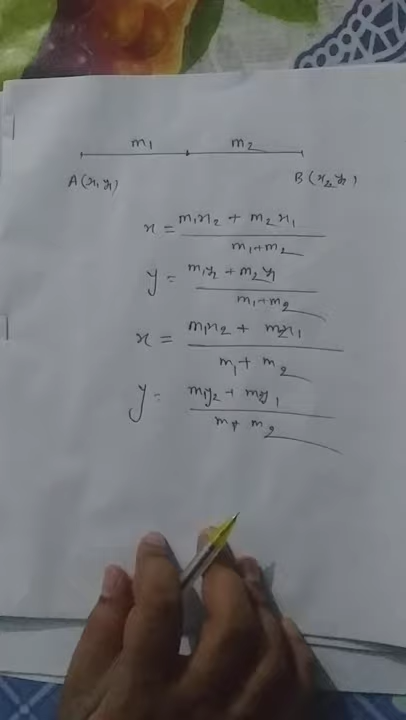 m₁ m₂
A(x₁ y₁) B(x₂ y₂)
x = m₁x₂ + m₂x₁ / m₁+m₂
y = m₁y₂ + m₂y₁ / m₁+m₂
x = m₁x₂ + m₂x₁ / m₁+ m₂
y = m₁y₂ + m₂y₁ / m₁+ m₂